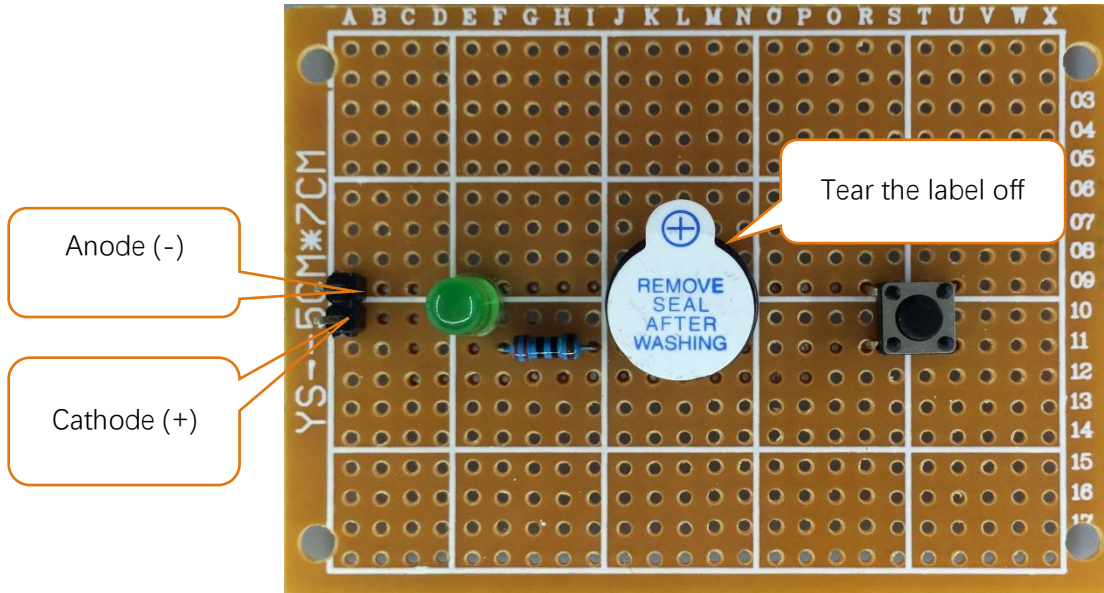 A B C D E F G H I J K L M N O P Q R S T U V W X
03
04
05
Tear the label off
06
07
08
Anode (-)
09
REMOVE
SEAL
AFTER
WASHING
10
11
12
Cathode (+)
YS--5CM*7CM
13
14
15
16
17